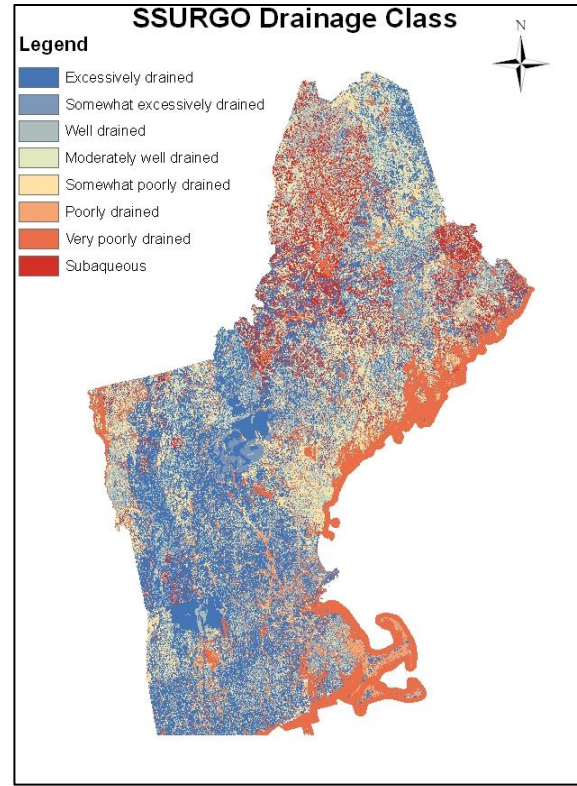 SSURGO Drainage Class
N
Legend
Excessively drained
Somewhat excessively drained
Well drained
Moderately well drained
Somewhat poorly drained
Poorly drained
Very poorly drained
Subaqueous